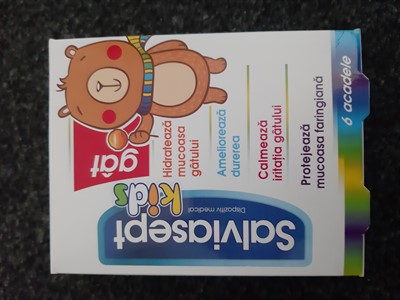 Dispozitiv medical
Salviasept
kids
gât
Hidratează
mucoasa
gâtului
Ameliorează
durerea
Calmează
iritația gâtului
Protejează
mucoasa faringiană
6 acadele